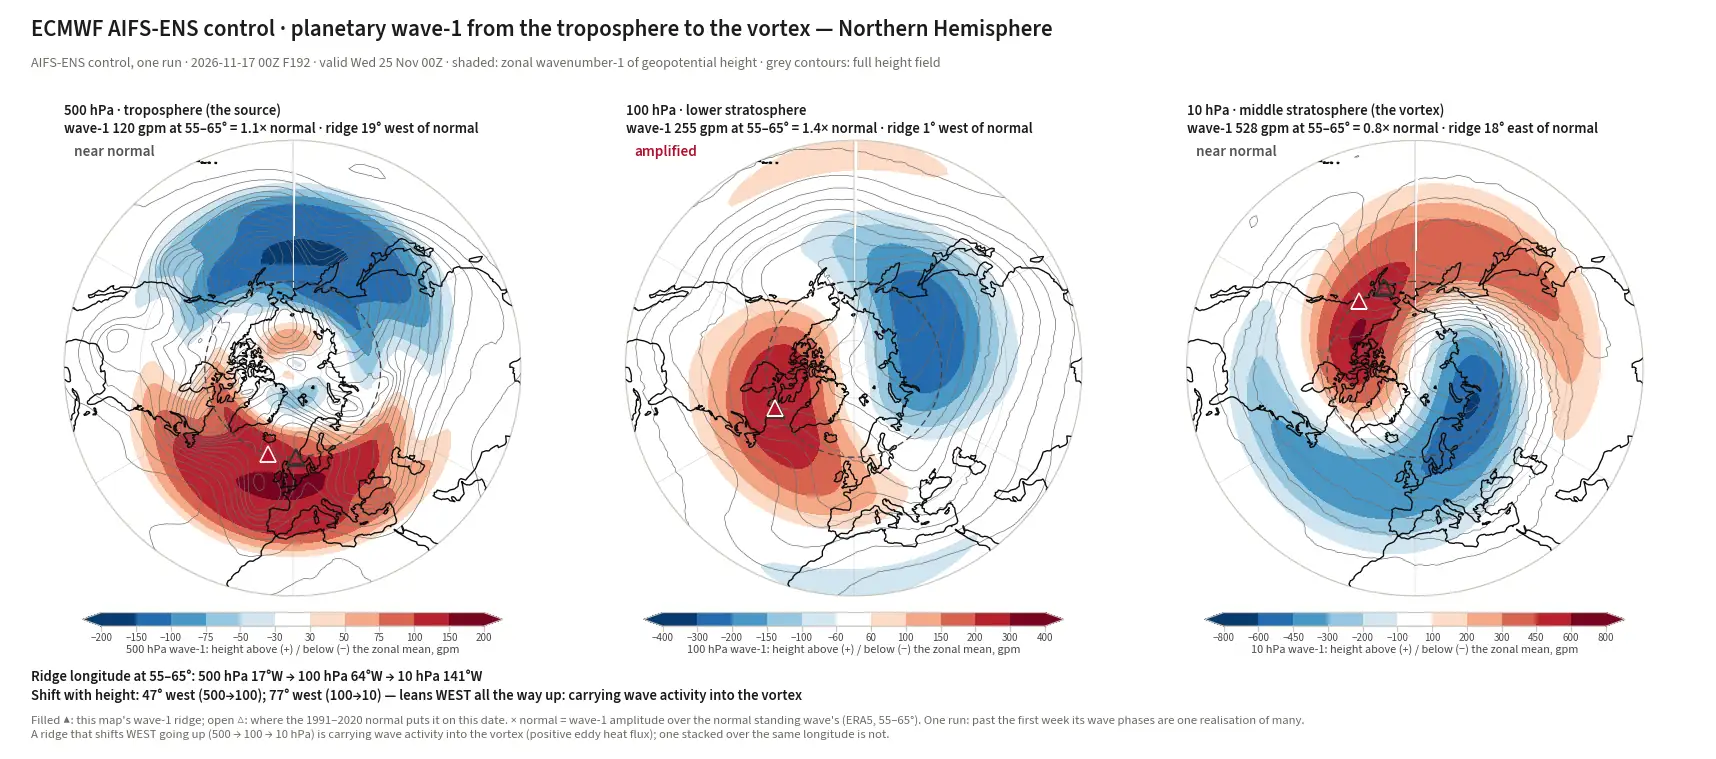 ECMWF AIFS-ENS control · planetary wave-1 from the troposphere to the vortex — Northern Hemisphere
AIFS-ENS control, one run · 2026-11-17 00Z F192 · valid Wed 25 Nov 00Z · shaded: zonal wavenumber-1 of geopotential height · grey contours: full height field
500 hPa · troposphere (the source)
wave-1 120 gpm at 55–65° = 1.1× normal · ridge 19° west of normal
near normal
100 hPa · lower stratosphere
wave-1 255 gpm at 55–65° = 1.4× normal · ridge 1° west of normal
amplified
10 hPa · middle stratosphere (the vortex)
wave-1 528 gpm at 55–65° = 0.8× normal · ridge 18° east of normal
near normal
−200 −150 −100 −75 −50 −30 30 50 75 100 150 200
500 hPa wave-1: height above (+) / below (−) the zonal mean, gpm
−400 −300 −200 −150 −100 −60 60 100 150 200 300 400
100 hPa wave-1: height above (+) / below (−) the zonal mean, gpm
−800 −600 −450 −300 −200 −100 100 200 300 450 600 800
10 hPa wave-1: height above (+) / below (−) the zonal mean, gpm
Ridge longitude at 55–65°: 500 hPa 17°W → 100 hPa 64°W → 10 hPa 141°W
Shift with height: 47° west (500→100); 77° west (100→10) — leans WEST all the way up: carrying wave activity into the vortex
Filled ▲: this map's wave-1 ridge; open △: where the 1991–2020 normal puts it on this date. × normal = wave-1 amplitude over the normal standing wave's (ERA5, 55–65°). One run: past the first week its wave phases are one realisation of many.
A ridge that shifts WEST going up (500 → 100 → 10 hPa) is carrying wave activity into the vortex (positive eddy heat flux); one stacked over the same longitude is not.